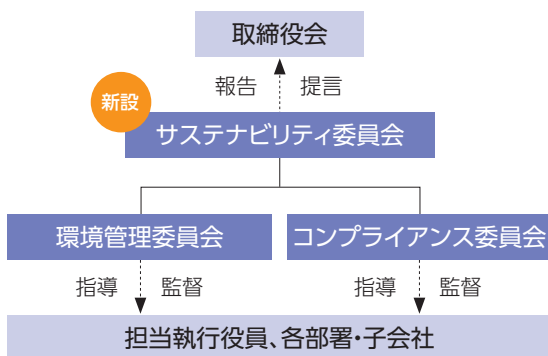 取締役会
報告 提言
新設
サステナビリティ委員会
環境管理委員会 コンプライアンス委員会
指導 監督 指導 監督
担当執行役員、各部署・子会社